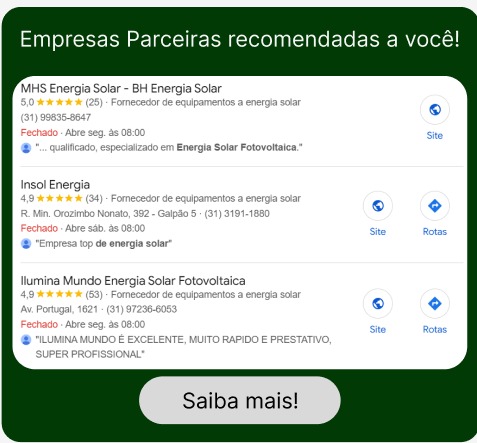 Empresas Parceiras recomendadas a você!
MHS Energia Solar - BH Energia Solar
5,0 ★★★★★ (25) · Fornecedor de equipamentos a energia solar
(31) 99835-8647
Fechado · Abre seg. às 08:00
"... qualificado, especializado em Energia Solar Fotovoltaica."
Site
Insol Energia
4,9 ★★★★★ (34) · Fornecedor de equipamentos a energia solar
R. Min. Orozimbo Nonato, 392 - Galpão 5 · (31) 3191-1880
Fechado · Abre sáb. às 08:00
"Empresa top de energia solar"
Site
Rotas
Ilumina Mundo Energia Solar Fotovoltaica
4,9 ★★★★★ (53) · Fornecedor de equipamentos a energia solar
Av. Portugal, 1621 · (31) 97236-6053
Fechado · Abre seg. às 08:00
"ILUMINA MUNDO É EXCELENTE, MUITO RAPIDO E PRESTATIVO,
SUPER PROFISSIONAL"
Site
Rotas
Saiba mais!